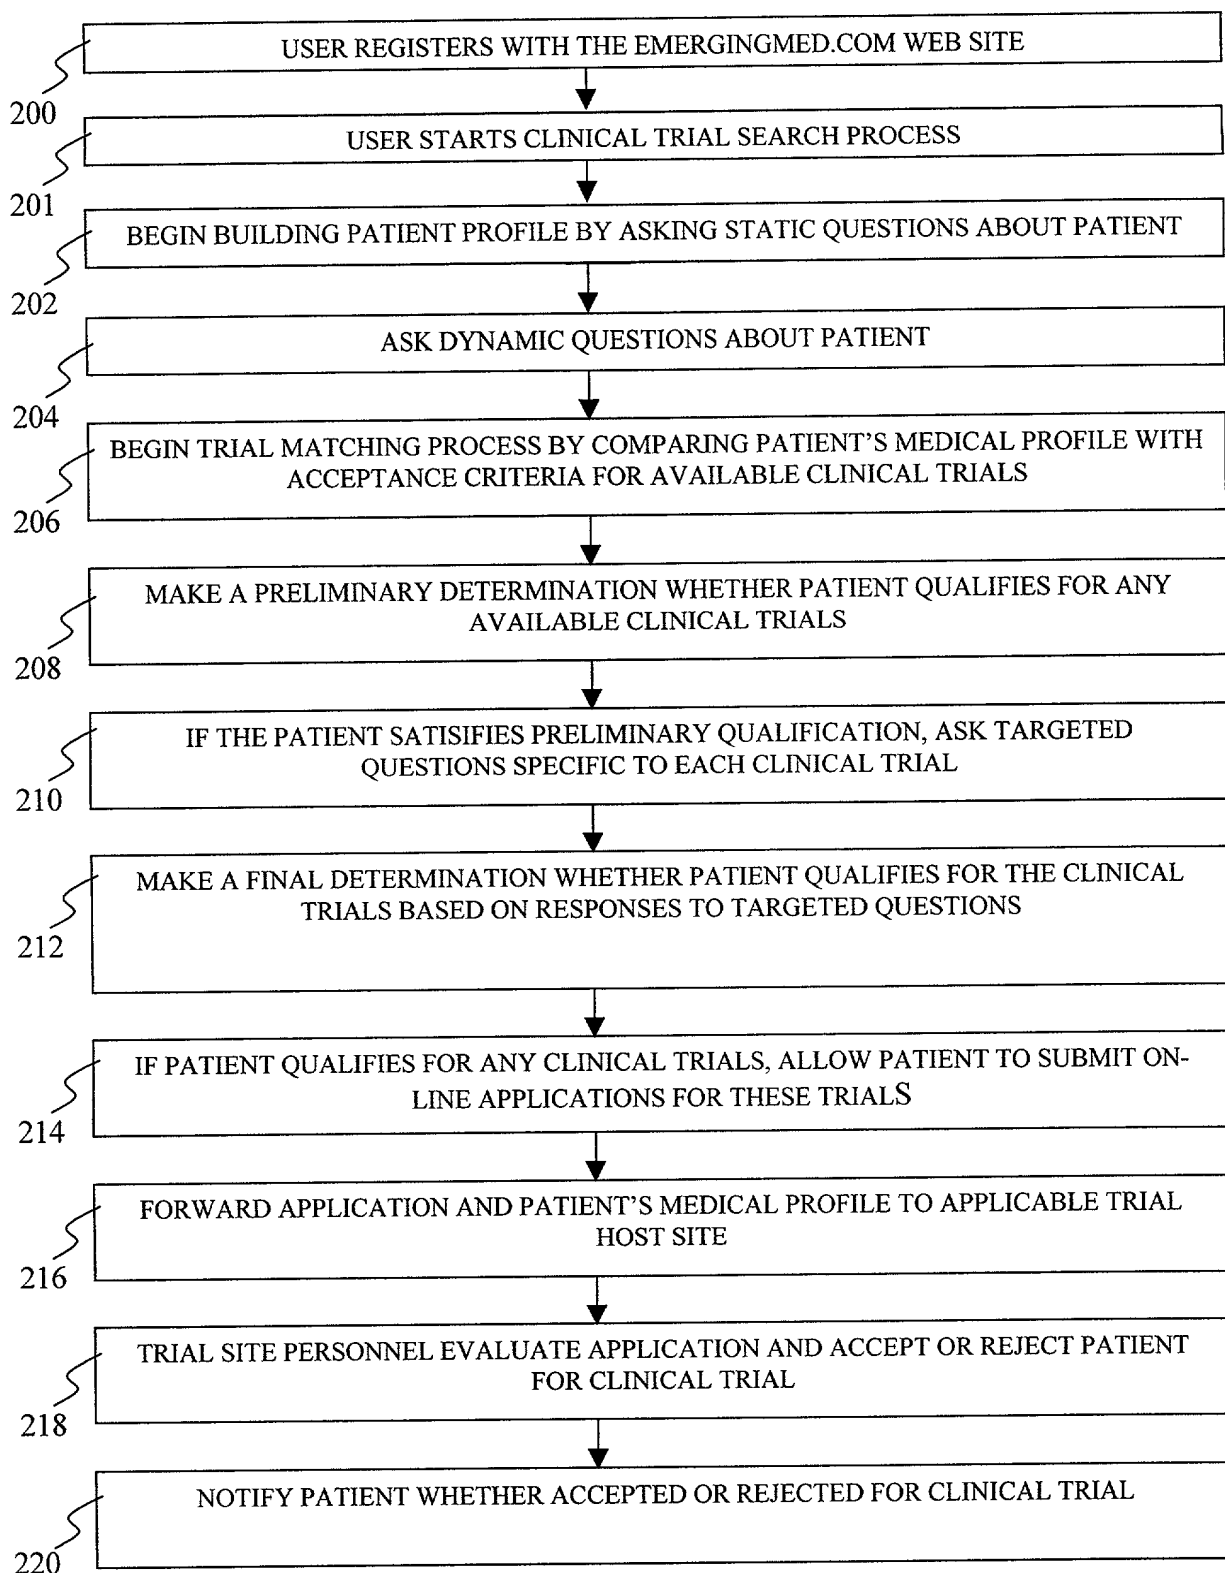 USER REGISTERS WITH THE EMERGINGMED.COM WEB SITE
200
USER STARTS CLINICAL TRIAL SEARCH PROCESS
201
BEGIN BUILDING PATIENT PROFILE BY ASKING STATIC QUESTIONS ABOUT PATIENT
202
ASK DYNAMIC QUESTIONS ABOUT PATIENT
204
BEGIN TRIAL MATCHING PROCESS BY COMPARING PATIENT'S MEDICAL PROFILE WITH
ACCEPTANCE CRITERIA FOR AVAILABLE CLINICAL TRIALS
206
MAKE A PRELIMINARY DETERMINATION WHETHER PATIENT QUALIFIES FOR ANY
AVAILABLE CLINICAL TRIALS
208
IF THE PATIENT SATISIFIES PRELIMINARY QUALIFICATION, ASK TARGETED
QUESTIONS SPECIFIC TO EACH CLINICAL TRIAL
210
MAKE A FINAL DETERMINATION WHETHER PATIENT QUALIFIES FOR THE CLINICAL
TRIALS BASED ON RESPONSES TO TARGETED QUESTIONS
212
IF PATIENT QUALIFIES FOR ANY CLINICAL TRIALS, ALLOW PATIENT TO SUBMIT ON-
LINE APPLICATIONS FOR THESE TRIALS
214
FORWARD APPLICATION AND PATIENT'S MEDICAL PROFILE TO APPLICABLE TRIAL
HOST SITE
216
TRIAL SITE PERSONNEL EVALUATE APPLICATION AND ACCEPT OR REJECT PATIENT
FOR CLINICAL TRIAL
218
NOTIFY PATIENT WHETHER ACCEPTED OR REJECTED FOR CLINICAL TRIAL
220